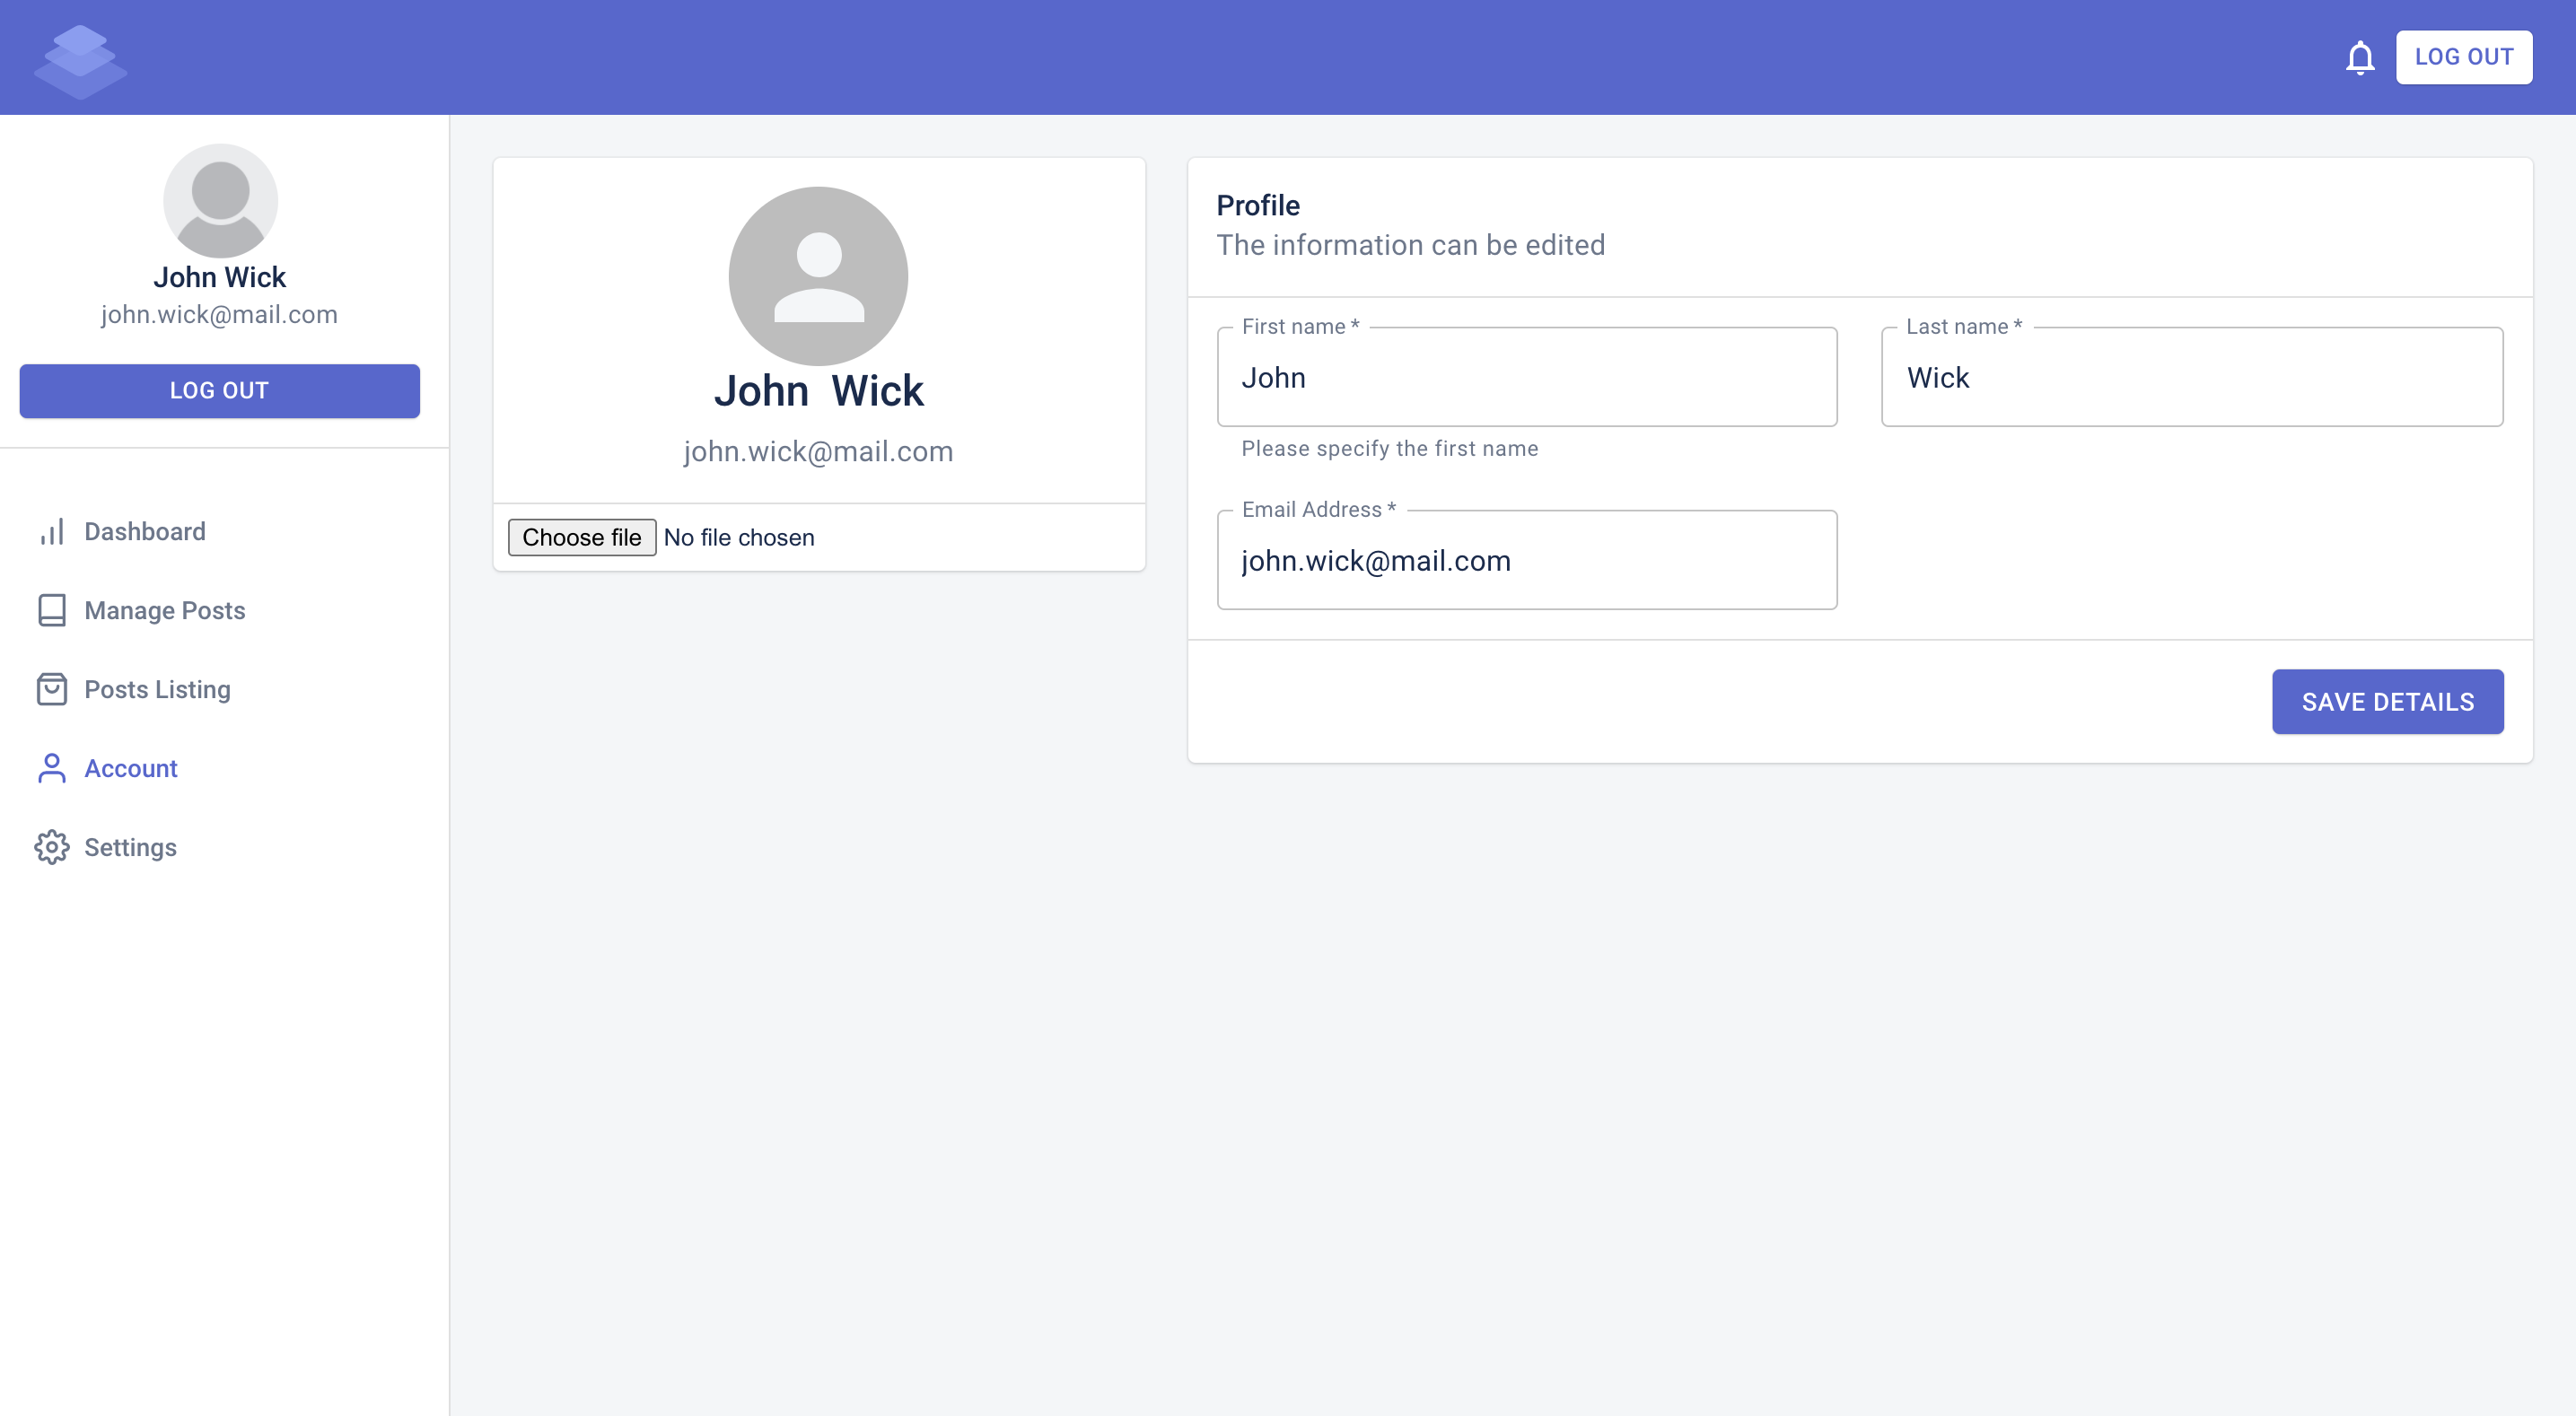 LOG OUT
John Wick
john.wick@mail.com
LOG OUT
Dashboard
Manage Posts
Posts Listing
Account
Settings
John Wick
john.wick@mail.com
Choose file No file chosen
Profile
The information can be edited
First name *
John
Please specify the first name
Last name *
Wick
Email Address *
john.wick@mail.com
SAVE DETAILS